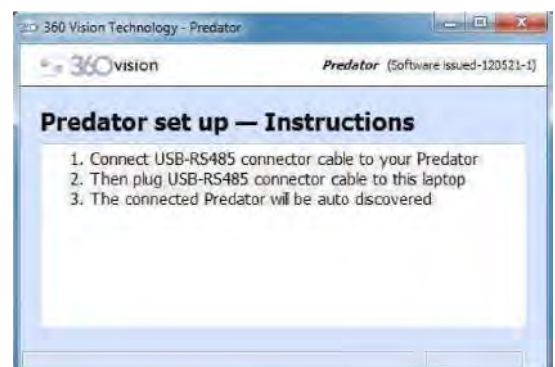 360 Vision Technology - Predator
360 vision
Predator (Software issued-120521-1)
Predator set up — Instructions
1. Connect USB-RS485 connector cable to your Predator
2. Then plug USB-RS485 connector cable to this laptop
3. The connected Predator will be auto discovered